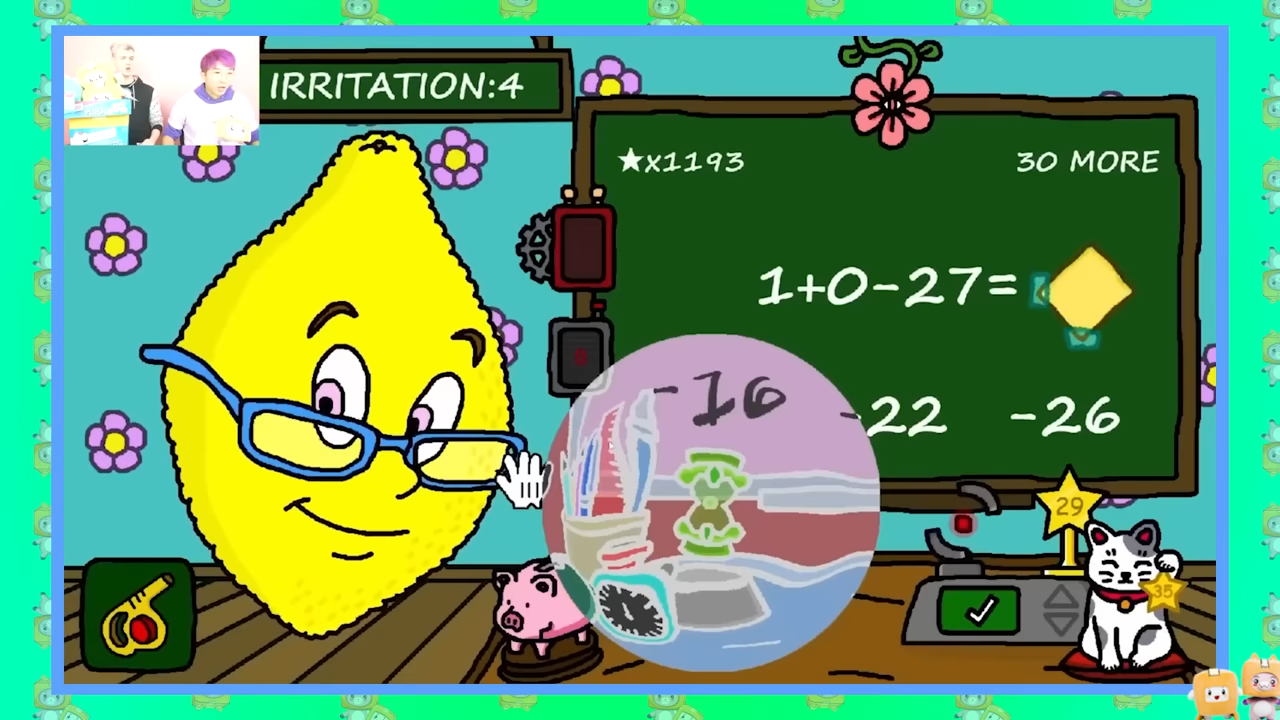 IRRITATION:4
★x1193
30 MORE
1+0-27=
-16 -22 -26
29
35